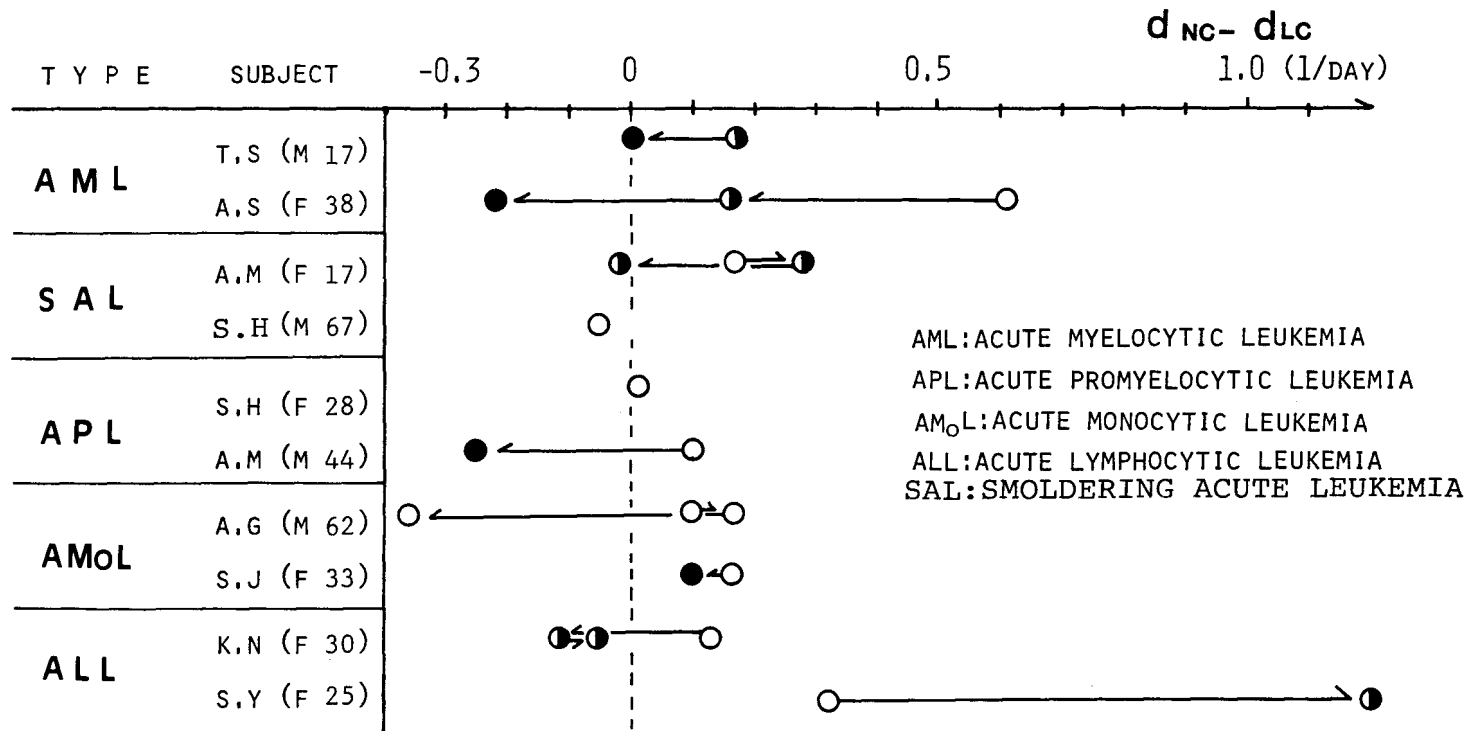 d NC- dLC
TYPE SUBJECT -0.3 0 0.5 1.0 (1/DAY)
AML T.S (M 17)
A.S (F 38)
SAL A.M (F 17)
S.H (M 67)
APL S.H (F 28)
A.M (M 44)
AMoL A.G (M 62)
S.J (F 33)
ALL K.N (F 30)
S.Y (F 25)
AML:ACUTE MYELOCYTIC LEUKEMIA
APL:ACUTE PROMYELOCYTIC LEUKEMIA
AMoL:ACUTE MONOCYTIC LEUKEMIA
ALL:ACUTE LYMPHOCYTIC LEUKEMIA
SAL:SMOLDERING ACUTE LEUKEMIA